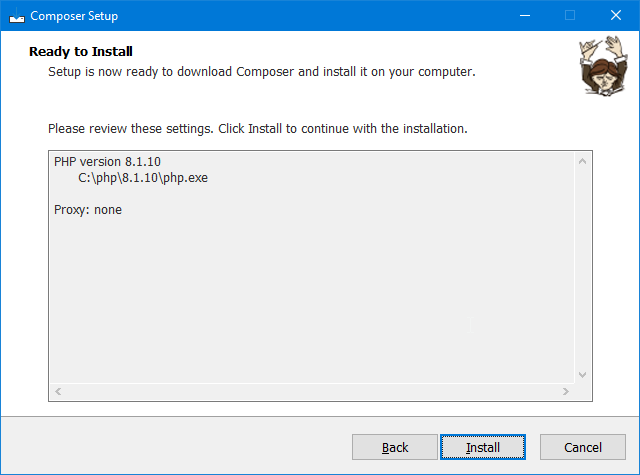 Composer Setup
Ready to Install
Setup is now ready to download Composer and install it on your computer.
Please review these settings. Click Install to continue with the installation.
PHP version 8.1.10
C:\php\8.1.10\php.exe
Proxy: none
Back
Install
Cancel